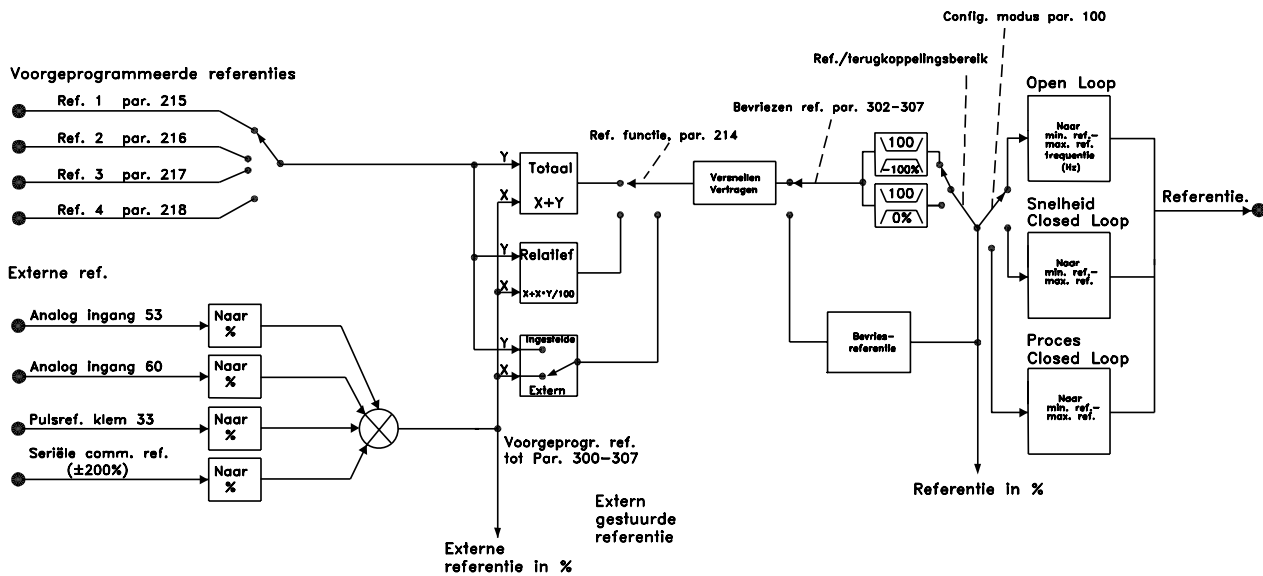 Config. modus par. 100
Ref./terugkoppelingsbereik
Voorgeprogrammeerde referenties
Ref. 1 par. 215
Ref. 2 par. 216
Ref. 3 par. 217
Ref. 4 par. 218
Bevriezen ref. par. 302-307
Ref. functie, par. 214
Y
Totaal
X
X+Y
Versnellen
Vertragen
100
-100%
100
0%
Open Loop
Naar
min. ref.-
max. ref.
frequentie
(Hz)
Referentie.
Snelheid
Closed Loop
Naar
min. ref.-
max. ref.
Y
Relatief
X
X+X*Y/100
Externe ref.
Analog ingang 53
Naar
%
Analog ingang 60
Naar
%
Pulsref. klem 33
Naar
%
Seriële comm. ref.
(±200%)
Naar
%
Y
Ingestelde
X
Extern
Bevries-
referentie
Proces
Closed Loop
Naar
min. ref.-
max. ref.
Voorgeprogr. ref.
tot Par. 300-307
Extern
gestuurde
referentie
Referentie in %
Externe
referentie in %